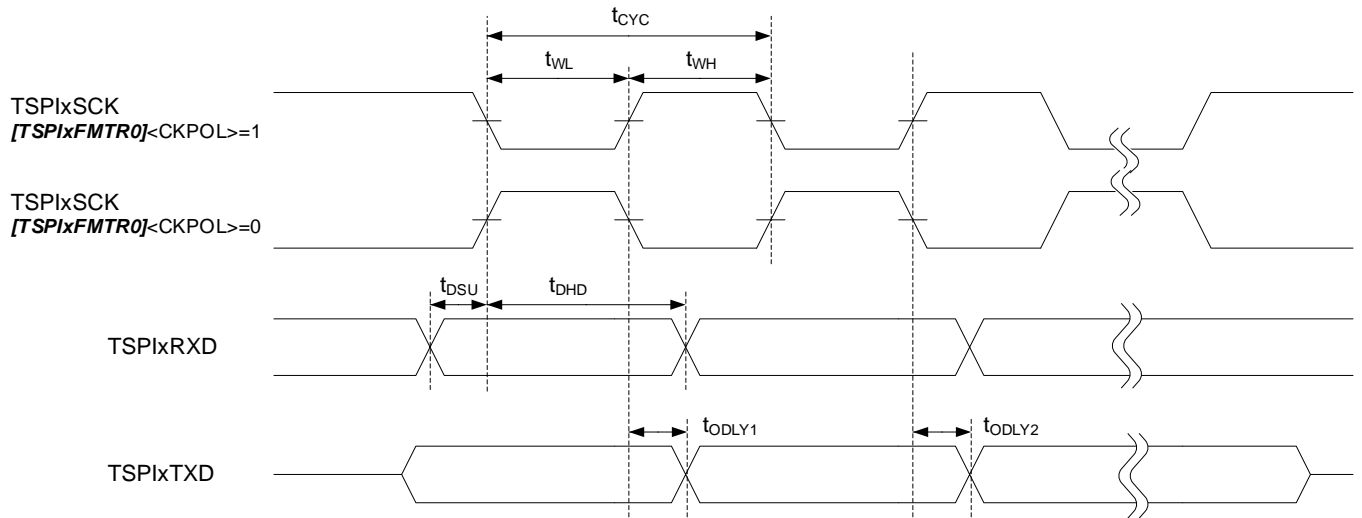 tCYC
tWL
tWH
TSPIxSCK
[TSPIxFMTR0]<CKPOL>=1
TSPIxSCK
[TSPIxFMTR0]<CKPOL>=0
tDSU
tDHD
TSPIxRXD
tODLY1
tODLY2
TSPIxTXD